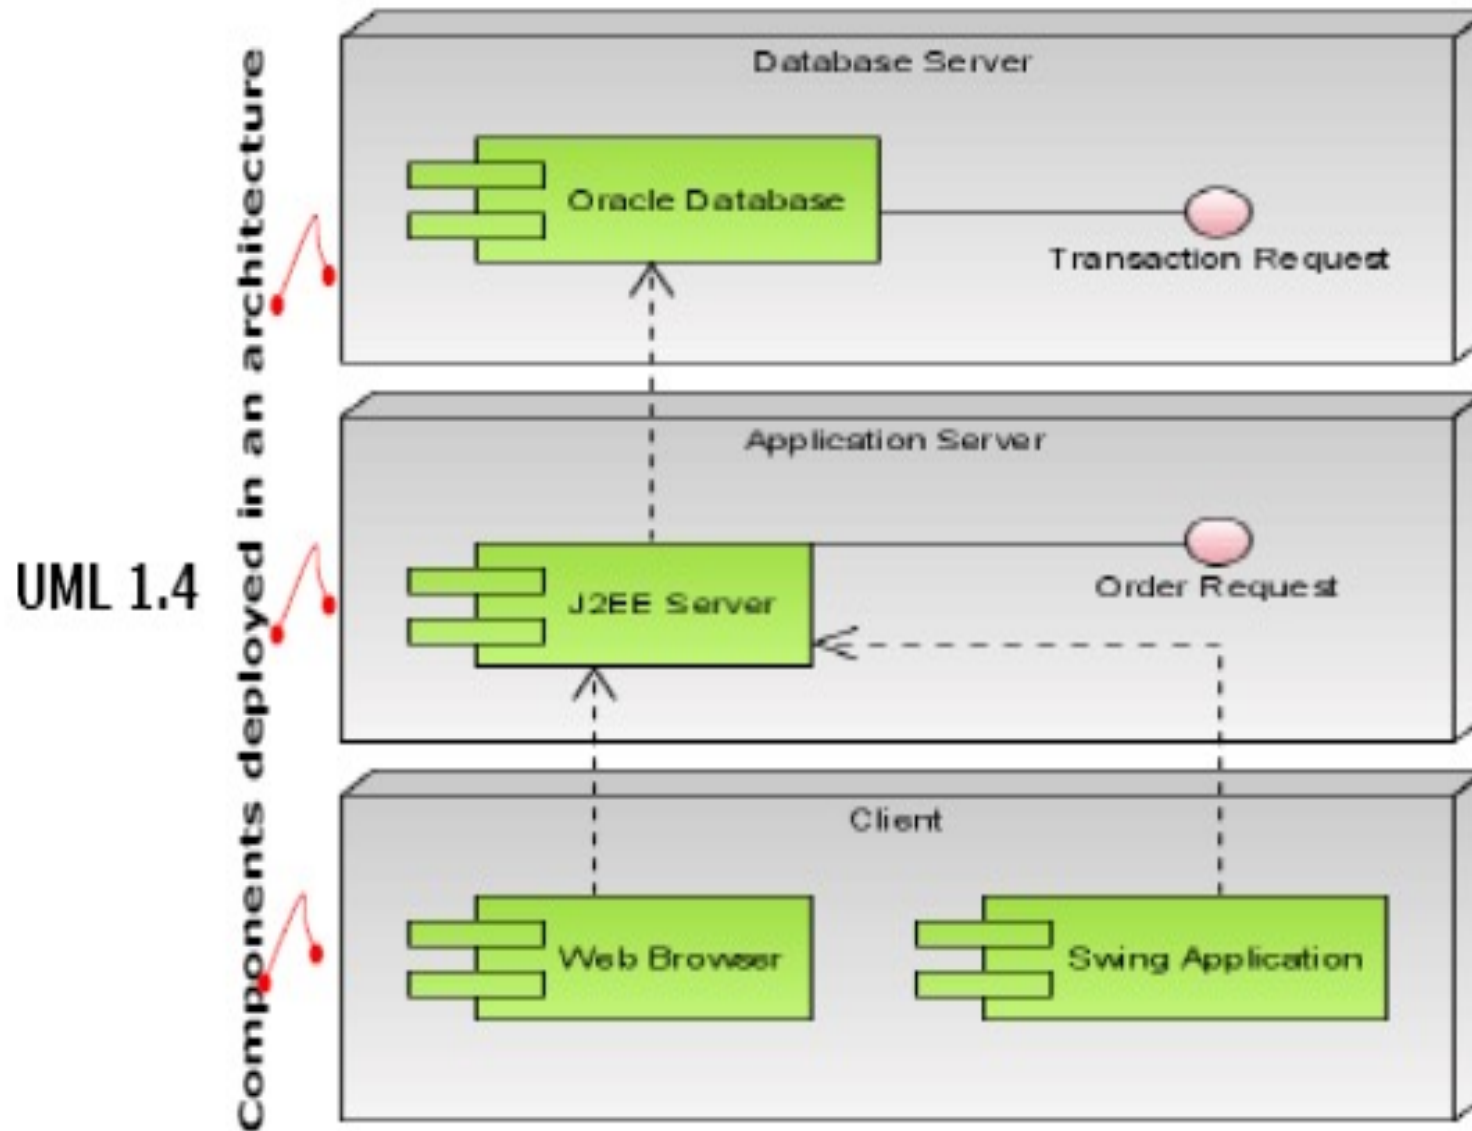 Components deployed in an architecture
UML 1.4
Database Server
Oracle Database
Transaction Request
Application Server
Order Request
J2EE Server
Client
Web Browser
Swing Application